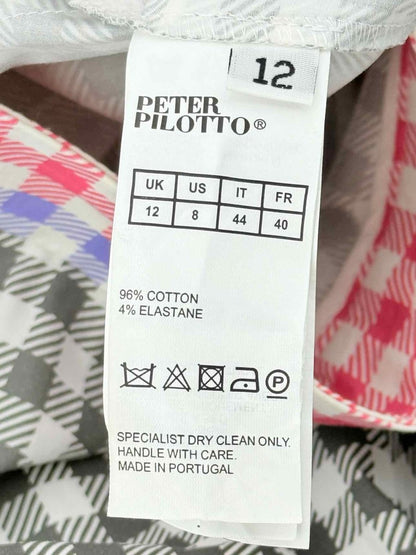 12
PETER
PILOTTO®
UK US IT FR
12 8 44 40
96% COTTON
4% ELASTANE
P
SPECIALIST DRY CLEAN ONLY.
HANDLE WITH CARE.
MADE IN PORTUGAL